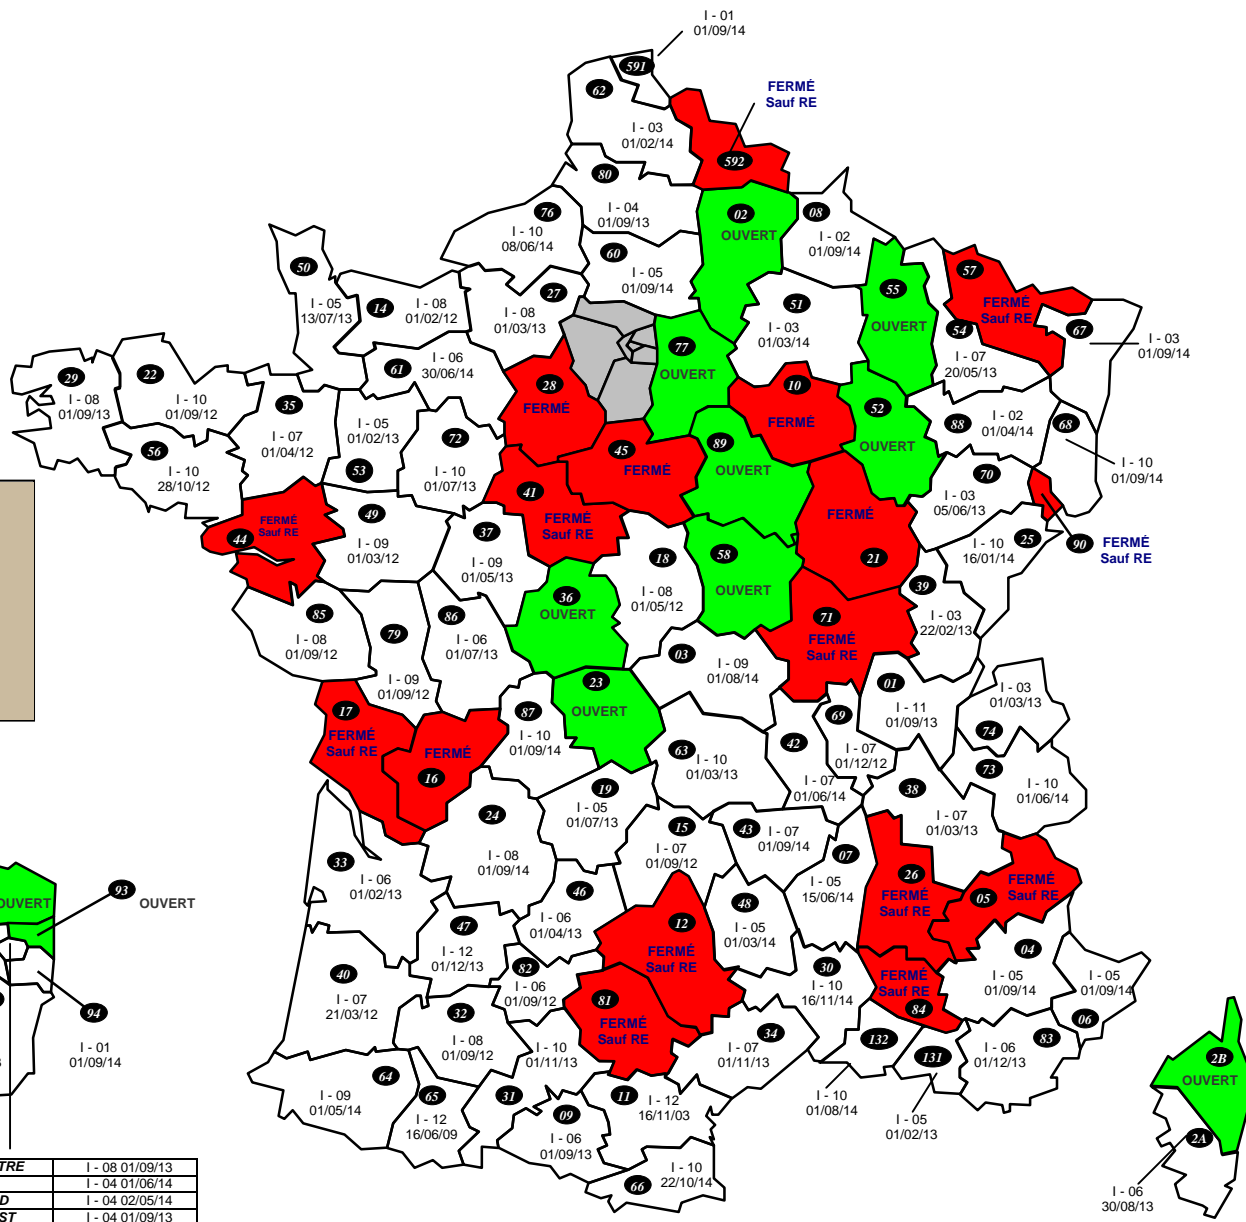 I - 01
01/09/14
591
62
FERMÉ
Sauf RE
I - 03
01/02/14
592
80
I - 04
01/09/13
76
I - 10
08/06/14
02
OUVERT
08
I - 02
01/09/14
60
I - 05
01/09/14
50
I - 05
13/07/13
14
I - 08
01/02/12
27
I - 08
01/03/13
51
I - 03
01/03/14
55
OUVERT
57
FERMÉ
Sauf RE
54
I - 07
20/05/13
67
I - 03
01/09/14
29
I - 08
01/09/13
22
I - 10
01/09/12
61
I - 06
30/06/14
77
OUVERT
28
FERMÉ
10
FERMÉ
52
OUVERT
88
I - 02
01/04/14
68
I - 10
01/09/14
35
I - 07
01/04/12
I - 05
01/02/13
53
72
I - 10
01/07/13
56
I - 10
28/10/12
45
FERMÉ
89
OUVERT
70
I - 03
05/06/13
41
FERMÉ
Sauf RE
FERMÉ
Sauf RE
44
49
I - 09
01/03/12
37
I - 09
01/05/13
18
I - 08
01/05/12
58
OUVERT
FERMÉ
21
25
I - 10
16/01/14
90
FERMÉ
Sauf RE
39
I - 03
22/02/13
36
OUVERT
85
I - 08
01/09/12
79
I - 09
01/09/12
86
I - 06
01/07/13
71
FERMÉ
Sauf RE
03
I - 09
01/08/14
23
OUVERT
01
I - 11
01/09/13
I - 03
01/03/13
74
17
FERMÉ
Sauf RE
FERMÉ
16
87
I - 10
01/09/14
63
I - 10
01/03/13
42
I - 07
01/06/14
69
I - 07
01/12/12
73
I - 10
01/06/14
38
I - 07
01/03/13
19
I - 05
01/07/13
24
I - 08
01/09/14
15
I - 07
01/09/12
43
I - 07
01/09/14
07
I - 05
15/06/14
26
FERMÉ
Sauf RE
05
FERMÉ
Sauf RE
33
I - 06
01/02/13
46
I - 06
01/04/13
48
I - 05
01/03/14
12
FERMÉ
Sauf RE
47
I - 12
01/12/13
04
I - 05
01/09/14
I - 05
01/09/14
06
93
OUVERT
OUVERT
40
I - 07
21/03/12
82
I - 06
01/09/12
30
I - 10
16/11/14
FERMÉ
Sauf RE
84
81
FERMÉ
Sauf RE
94
I - 01
01/09/14
32
I - 08
01/09/12
34
I - 07
01/11/13
132
I - 10
01/08/14
131
I - 05
01/02/13
83
I - 06
01/12/13
64
I - 09
01/05/14
65
I - 12
16/06/09
I - 10
01/11/13
31
09
I - 06
01/09/13
11
I - 12
16/11/03
66
I - 10
22/10/14
2B
OUVERT
2A
I - 06
30/08/13
TRE I - 08 01/09/13
I - 04 01/06/14
D I - 04 02/05/14
ST I - 04 01/09/13